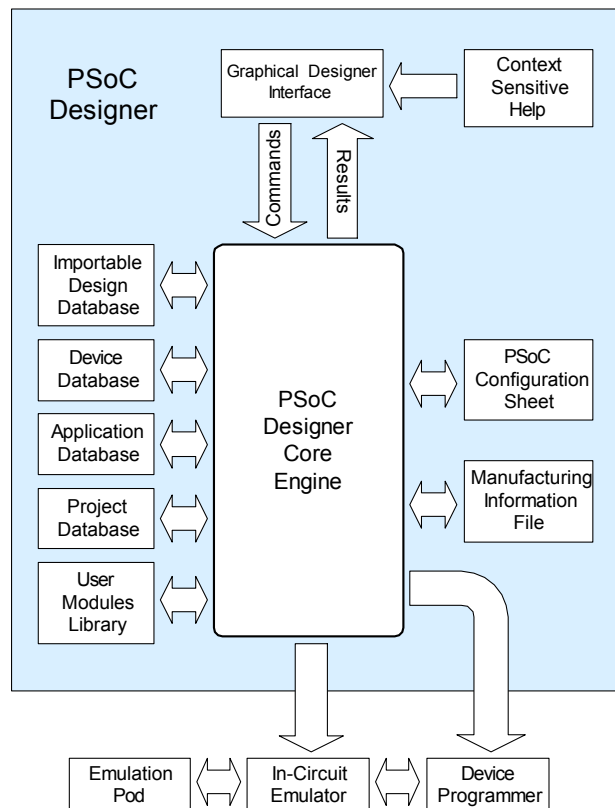 PSoC
Designer
Graphical Designer
Interface
Context
Sensitive
Help
Commands
Results
Importable
Design
Database
Device
Database
Application
Database
Project
Database
User
Modules
Library
PSoC
Designer
Core
Engine
PSoC
Configuration
Sheet
Manufacturing
Information
File
Emulation
Pod
In-Circuit
Emulator
Device
Programmer